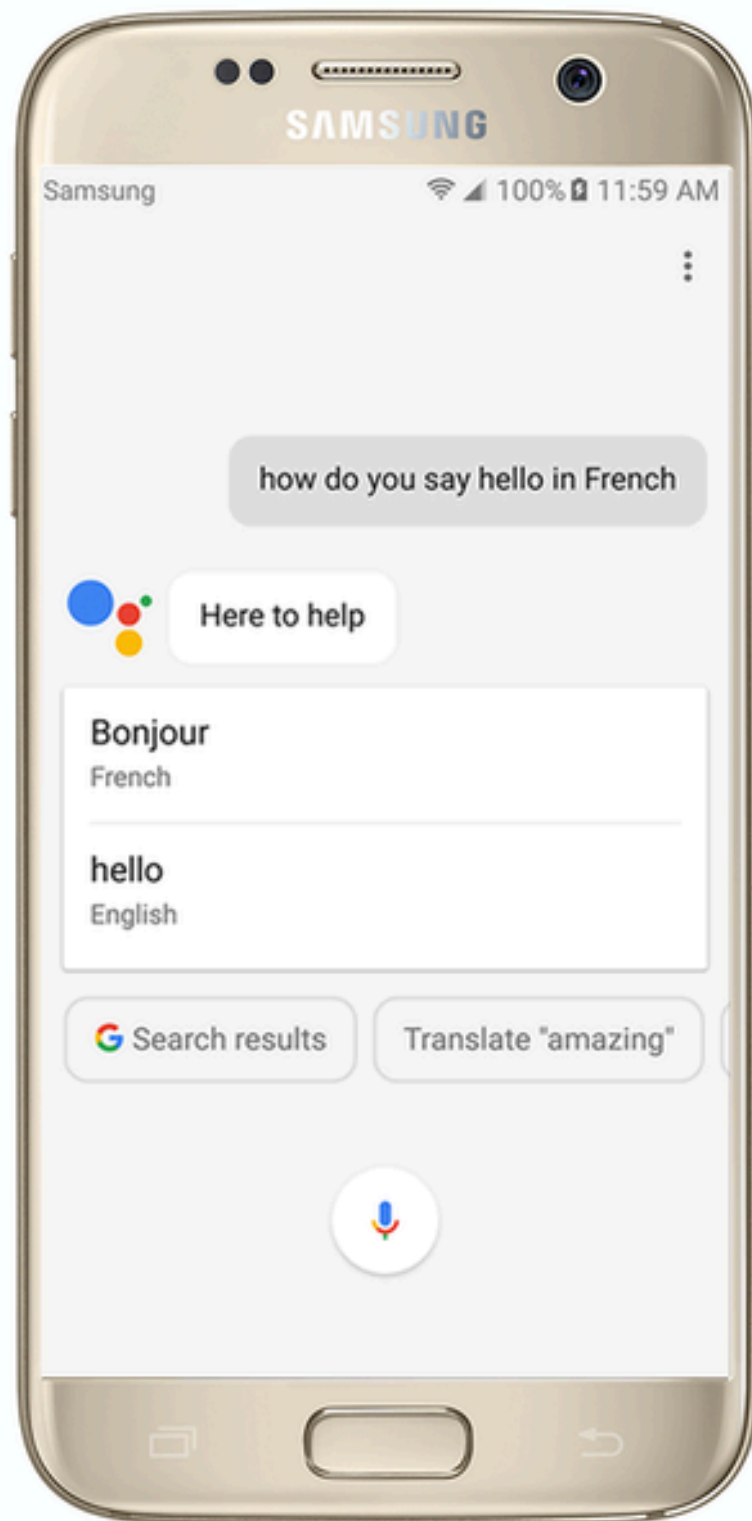 SAMSUNG
Samsung 100% 11:59 AM
how do you say hello in French
Here to help
Bonjour
French
hello
English
G Search results
Translate "amazing"